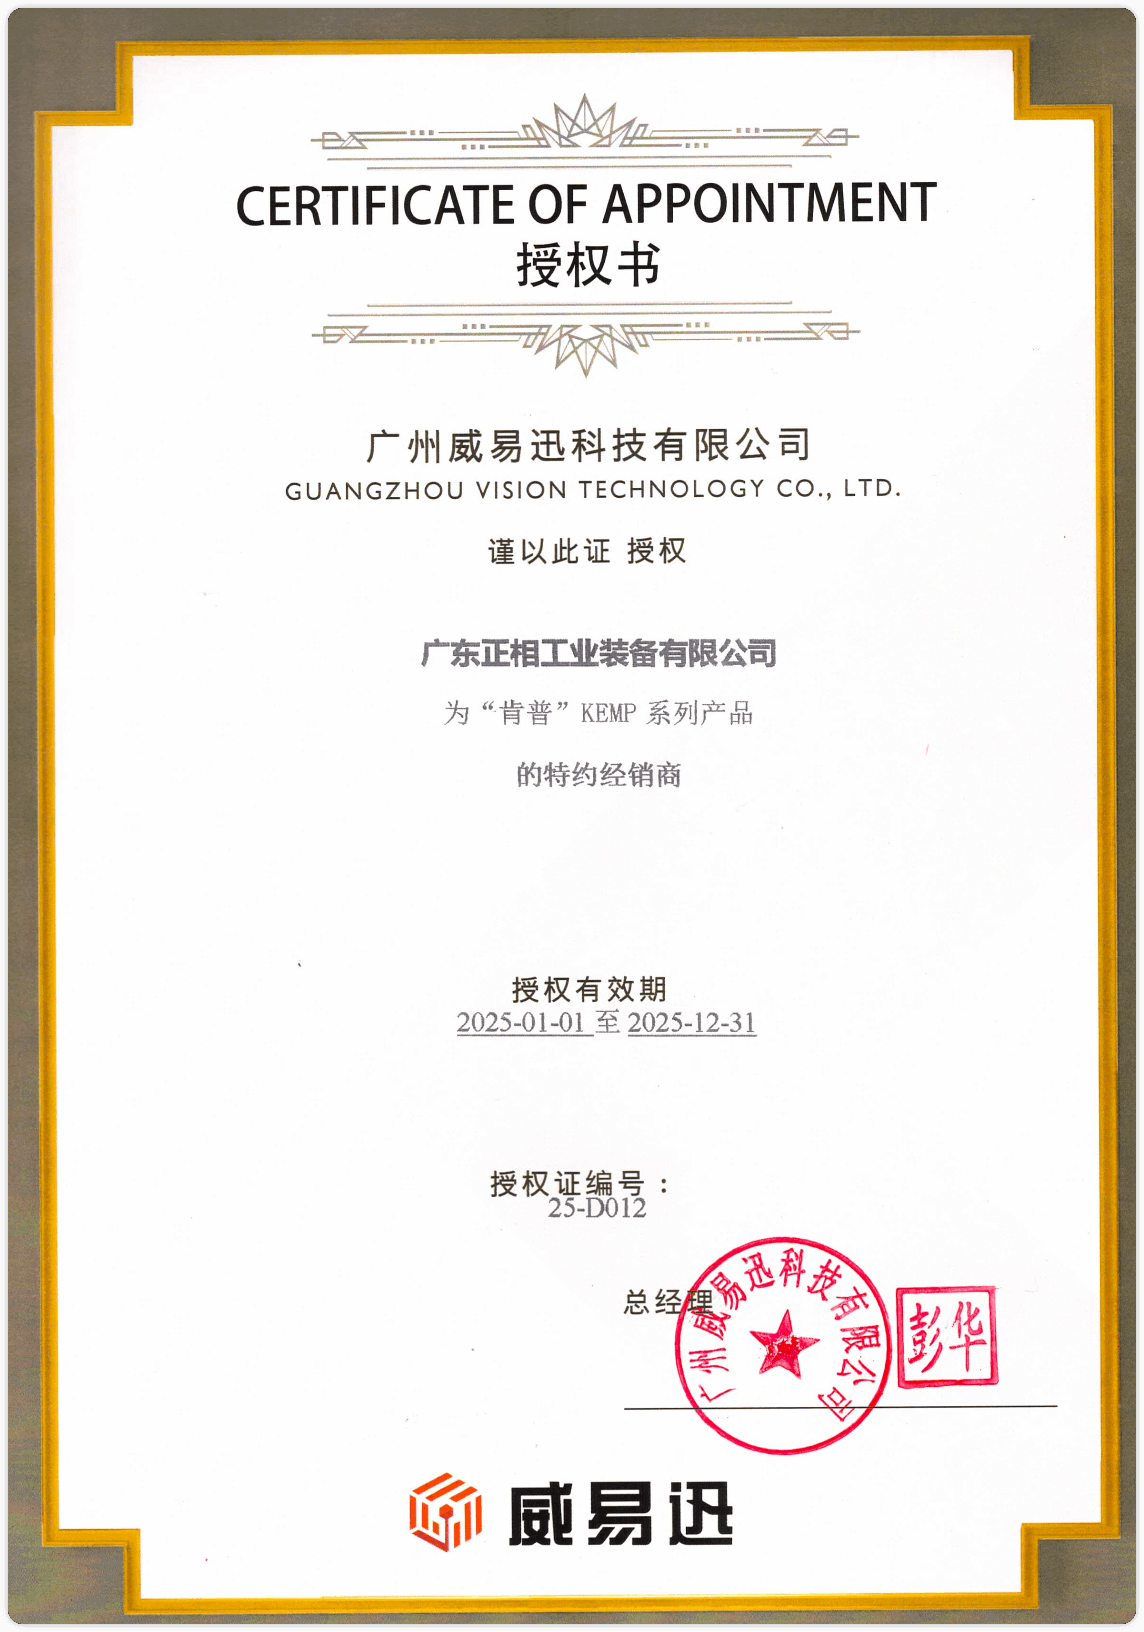 CERTIFICATE OF APPOINTMENT
授权书
广州威易迅科技有限公司
GUANGZHOU VISION TECHNOLOGY CO., LTD.
谨以此证 授权
广东正相工业装备有限公司
为“肯普”KEMP 系列产品
的特约经销商
授权有效期
2025-01-01 至 2025-12-31
授权证编号：
25-D012
总经理
广州威易迅科技有限公司
彭华
威易迅